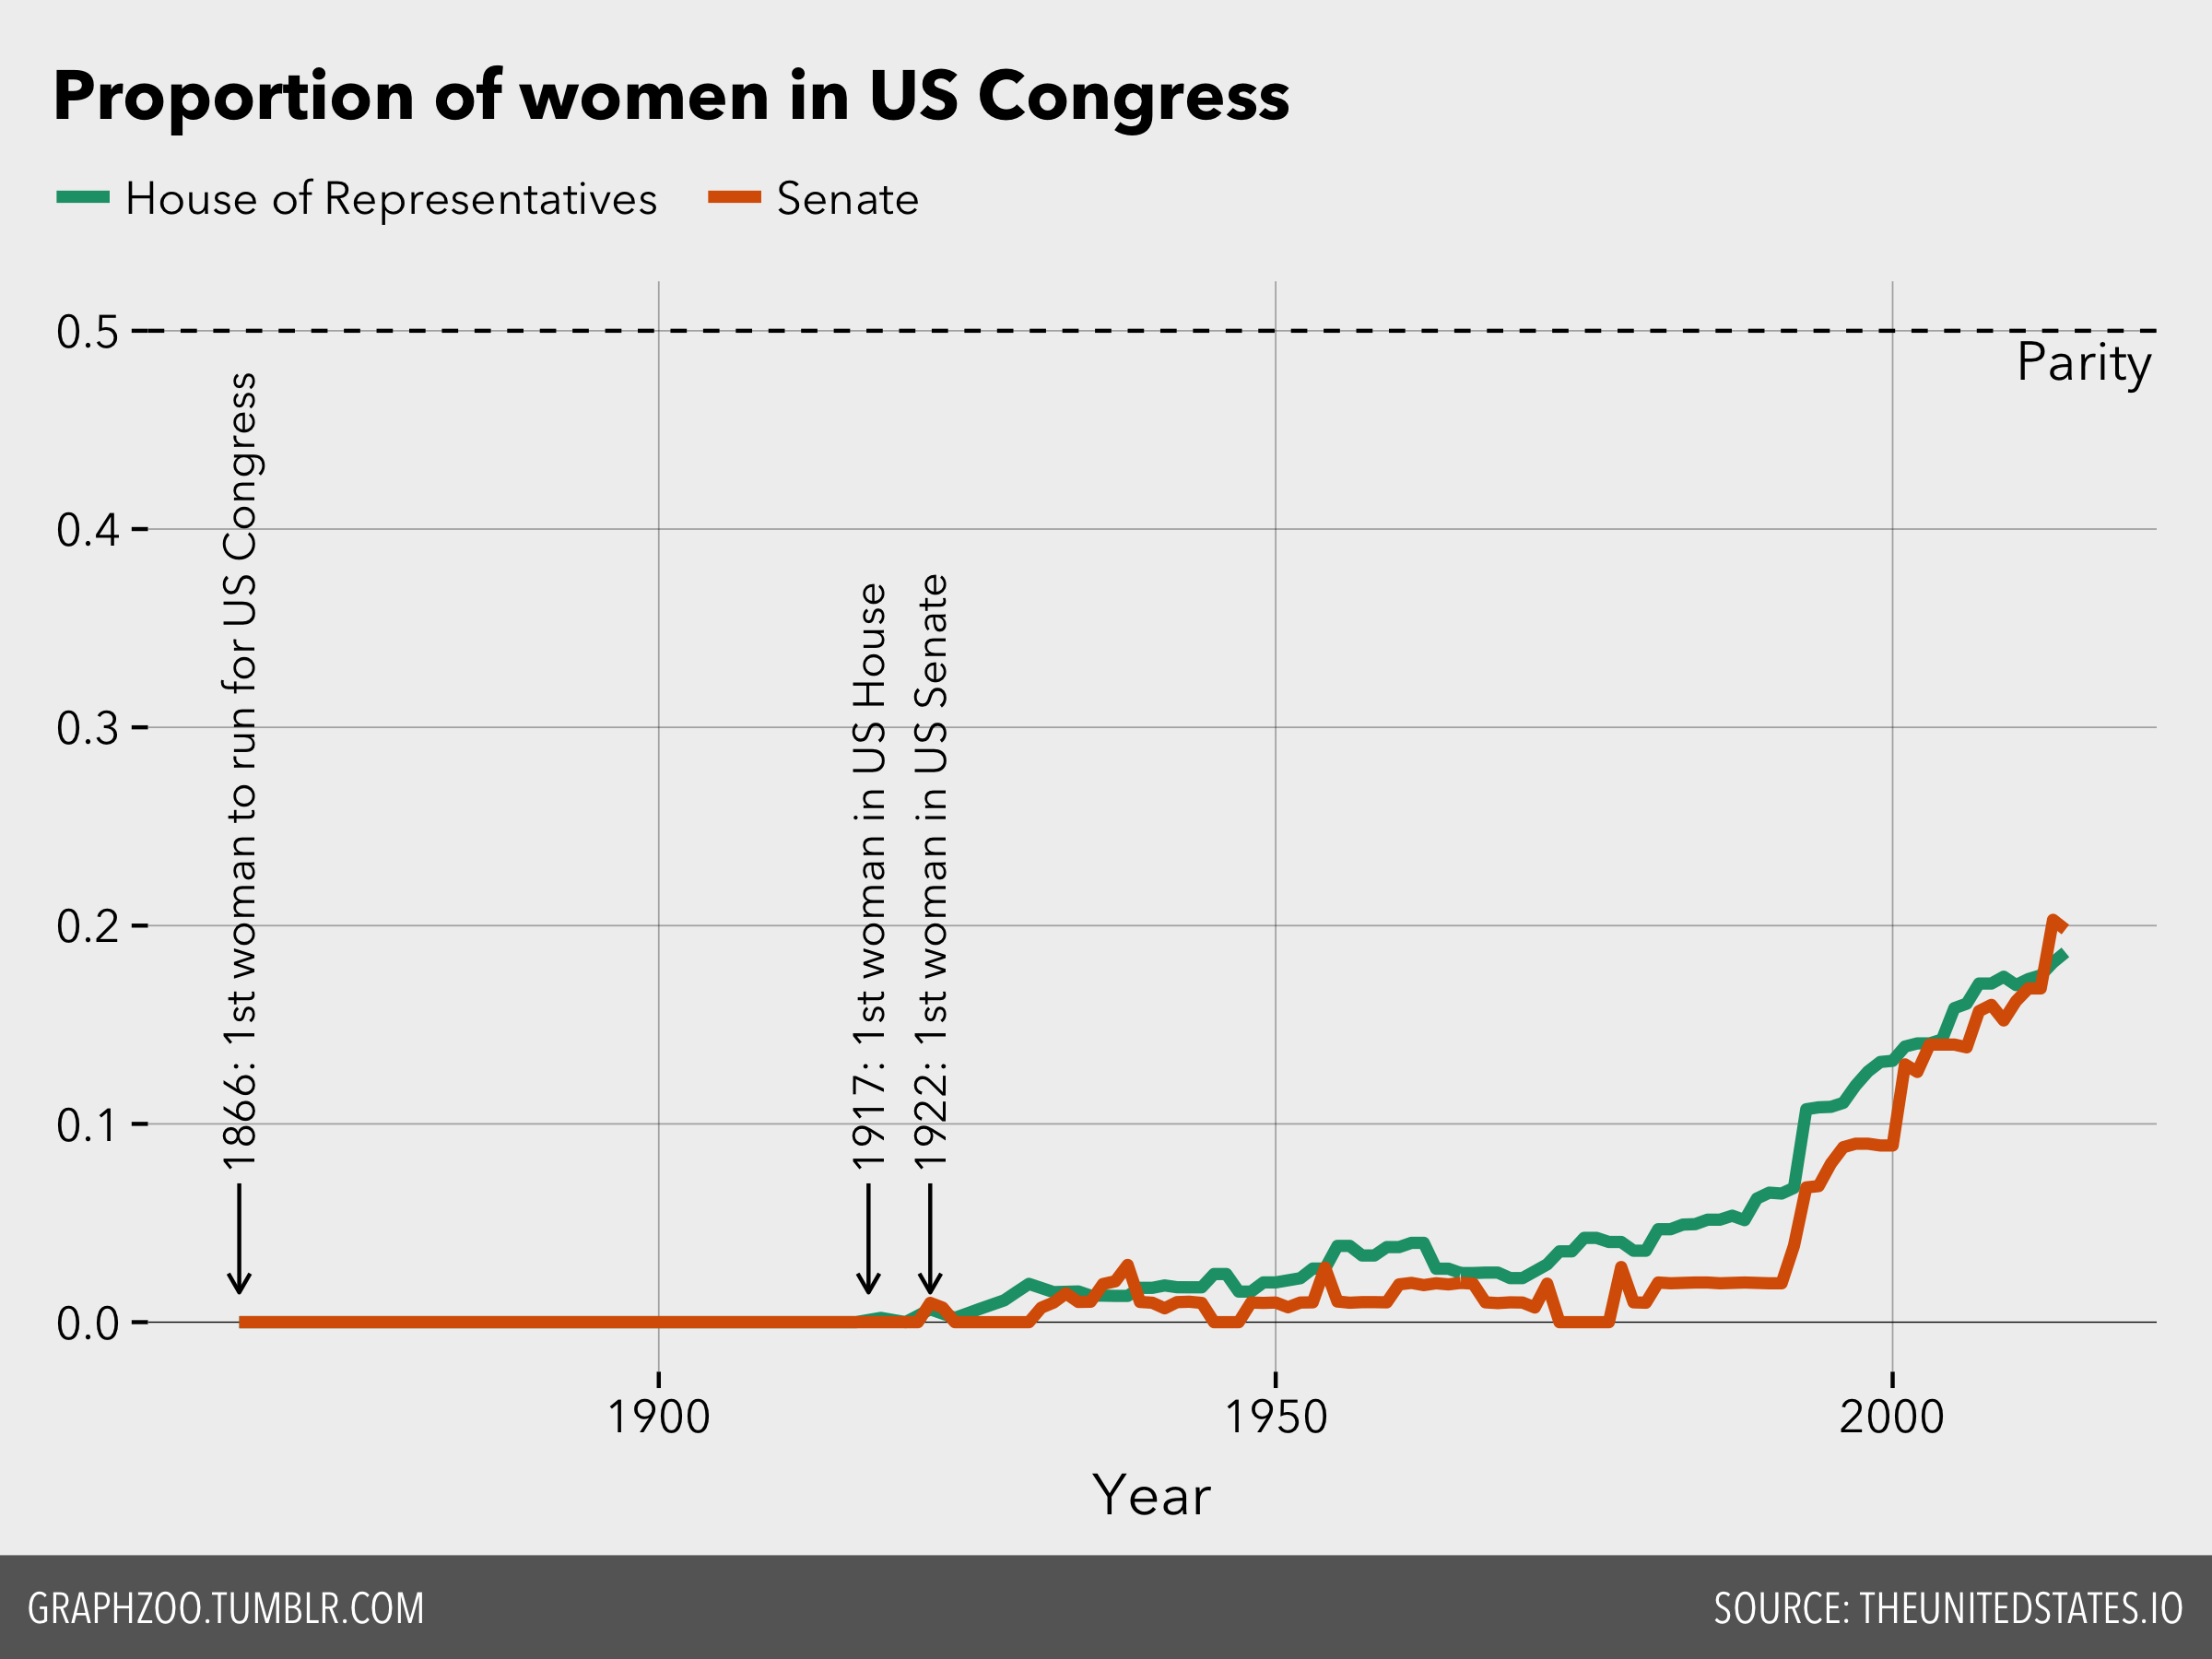 Proportion of women in US Congress
House of Representatives
Senate
0.5
Parity
0.4
0.3
0.2
0.1
0.0
1866: 1st woman to run for US Congress
1917: 1st woman in US House
1922: 1st woman in US Senate
1900
1950
2000
Year
GRAPHZOO.TUMBLR.COM
SOURCE: THEUNITEDSTATES.IO